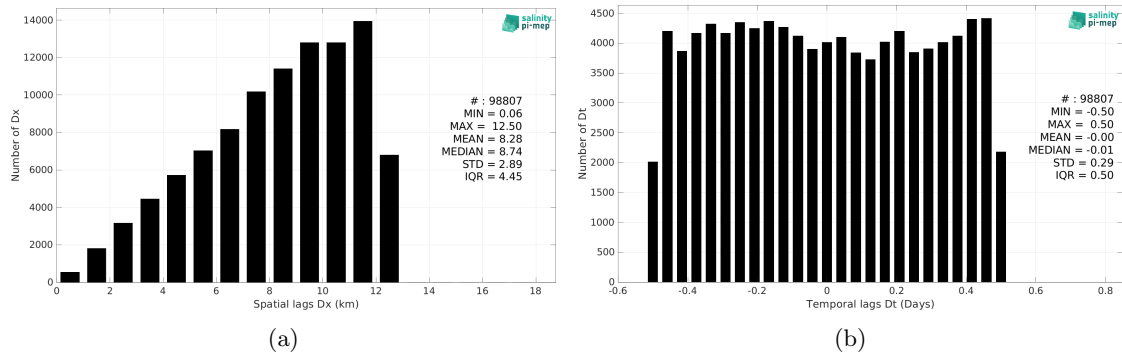 14000
12000
10000
8000
6000
4000
2000
0
Number of Dx
0 2 4 6 8 10 12 14 16 18
Spatial lags Dx (km)
salinity
pi-mep
# : 98807
MIN = 0.06
MAX = 12.50
MEAN = 8.28
MEDIAN = 8.74
STD = 2.89
IQR = 4.45
(a)
4500
4000
3500
3000
2500
2000
1500
1000
500
0
Number of Dt
-0.6 -0.4 -0.2 0 0.2 0.4 0.6 0.8
Temporal lags Dt (Days)
salinity
pi-mep
# : 98807
MIN = -0.50
MAX = 0.50
MEAN = -0.00
MEDIAN = -0.01
STD = 0.29
IQR = 0.50
(b)